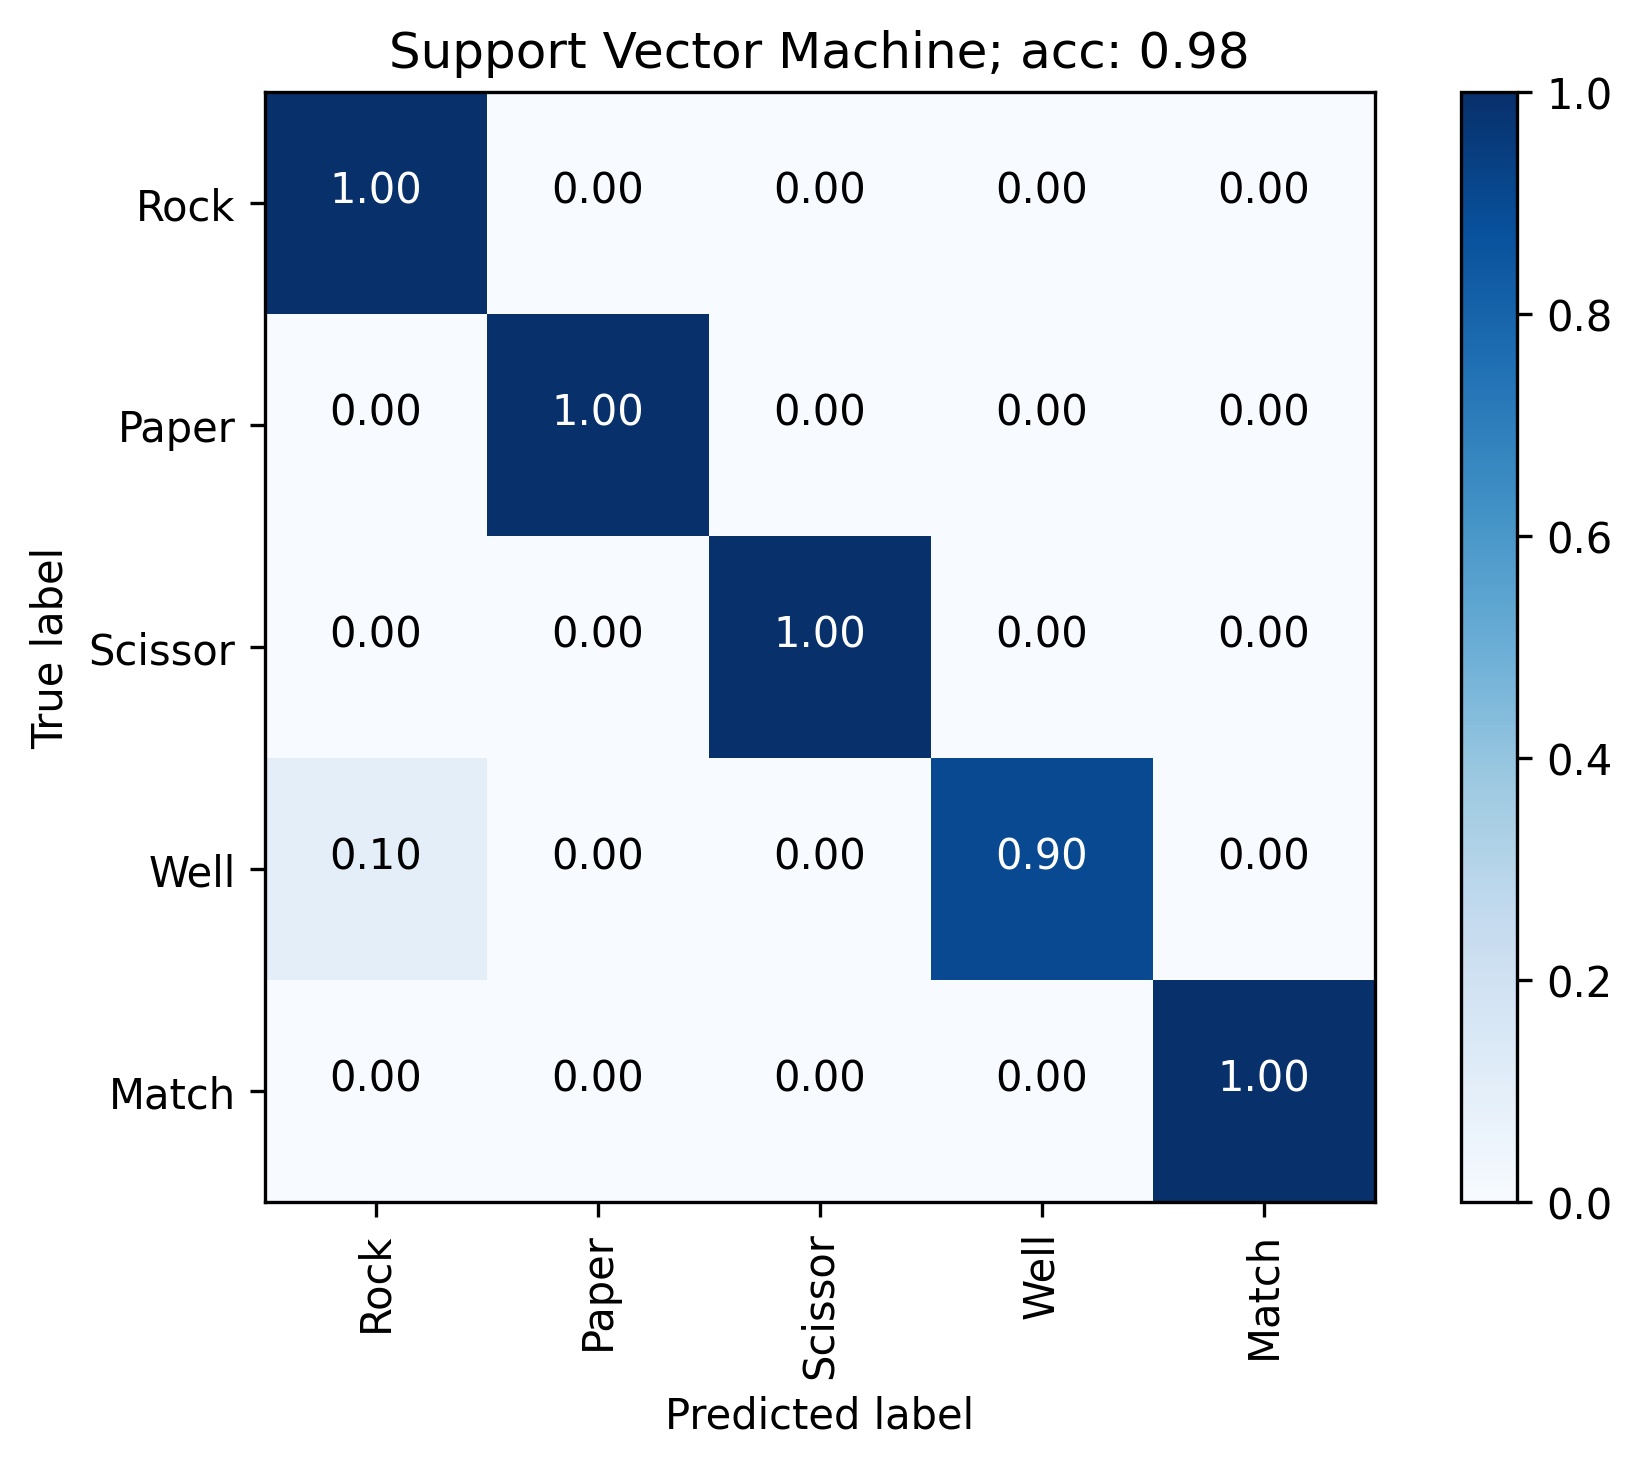 Support Vector Machine; acc: 0.98
True label
Rock 1.00 0.00 0.00 0.00 0.00
Paper 0.00 1.00 0.00 0.00 0.00
Scissor 0.00 0.00 1.00 0.00 0.00
Well 0.10 0.00 0.00 0.90 0.00
Match 0.00 0.00 0.00 0.00 1.00
Rock Paper Scissor Well Match
Predicted label
1.0
0.8
0.6
0.4
0.2
0.0